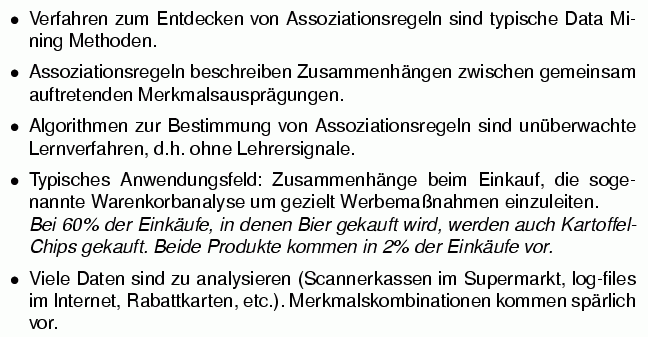 • Verfahren zum Entdecken von Assoziationsregeln sind typische Data Mi-
ning Methoden.
• Assoziationsregeln beschreiben Zusammenhängen zwischen gemeinsam
auftretenden Merkmalsausprägungen.
• Algorithmen zur Bestimmung von Assoziationsregeln sind unüberwachte
Lernverfahren, d.h. ohne Lehrersignale.
• Typisches Anwendungsfeld: Zusammenhänge beim Einkauf, die soge-
nannte Warenkorbanalyse um gezielt Werbemaßnahmen einzuleiten.
Bei 60% der Einkäufe, in denen Bier gekauft wird, werden auch Kartoffel-
Chips gekauft. Beide Produkte kommen in 2% der Einkäufe vor.
• Viele Daten sind zu analysieren (Scannerkassen im Supermarkt, log-files
im Internet, Rabattkarten, etc.). Merkmalskombinationen kommen spärlich
vor.